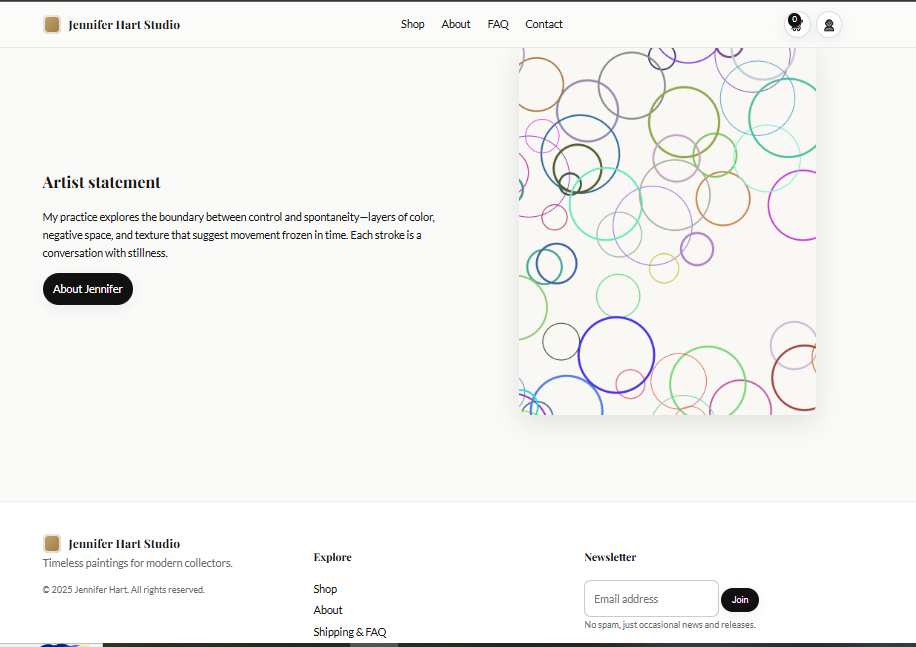 Jennifer Hart Studio
Shop
About
FAQ
Contact
0
Artist statement
My practice explores the boundary between control and spontaneity—layers of color,
negative space, and texture that suggest movement frozen in time. Each stroke is a
conversation with stillness.
About Jennifer
Jennifer Hart Studio
Timeless paintings for modern collectors.
© 2025 Jennifer Hart. All rights reserved.
Explore
Shop
About
Shipping & FAQ
Newsletter
Email address
Join
No spam, just occasional news and releases.